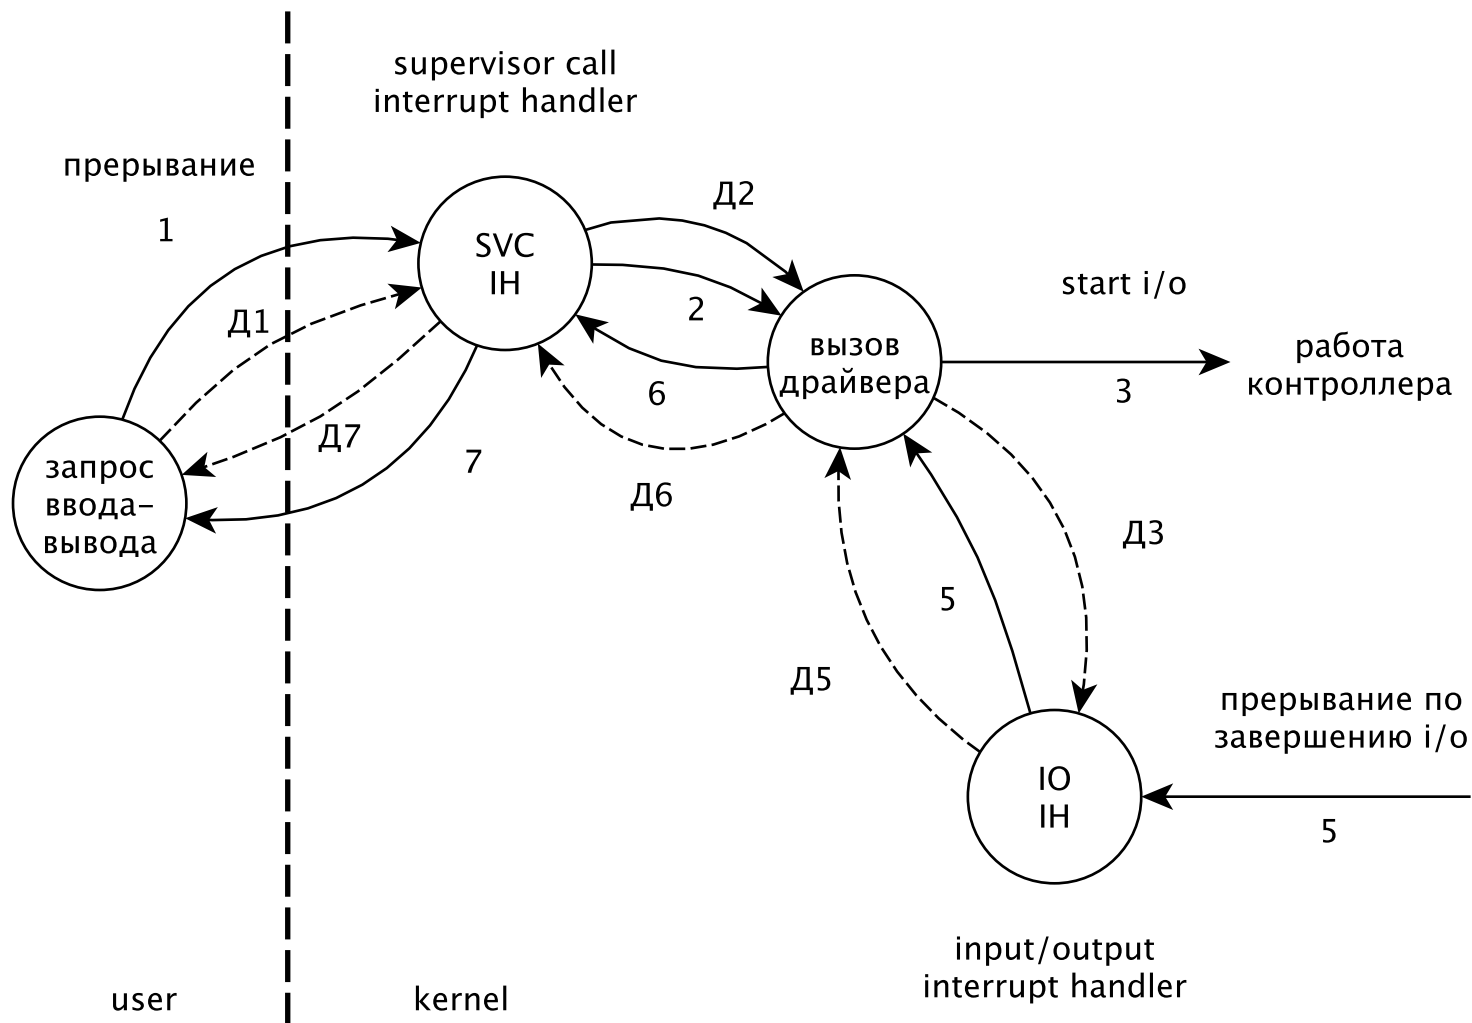 supervisor call
interrupt handler
прерывание
1
Д2
SVC
IH
start i/o
2
Д1
вызов
драйвера
работа
контроллера
3
6
Д7
7
запрос
ввода-
вывода
Д6
Д3
5
Д5
прерывание по
завершению i/o
IO
IH
5
input/output
interrupt handler
user
kernel